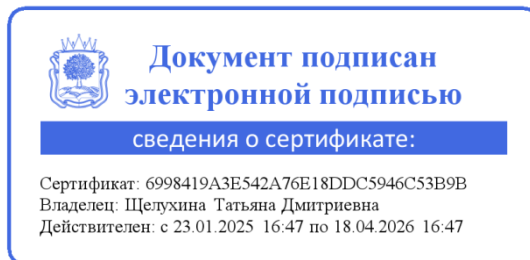 Документ подписан
электронной подписью
сведения о сертификате:
Сертификат: 6998419A3E542A76E18DDC5946C53B9B
Владелец: Щелухина Татьяна Дмитриевна
Действителен: с 23.01.2025 16:47 по 18.04.2026 16:47